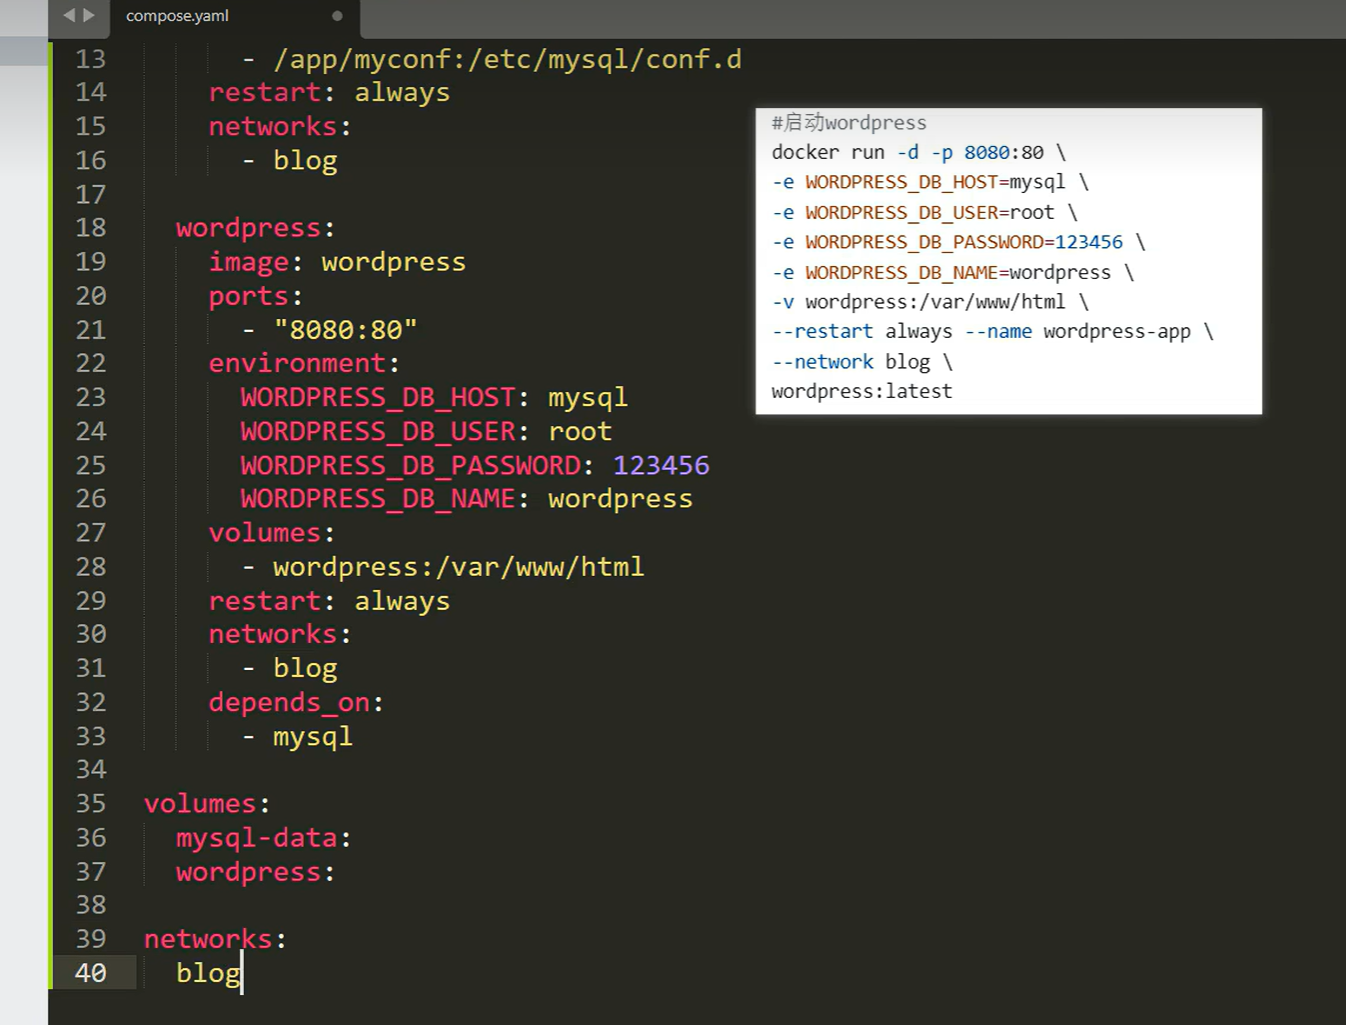 compose.yaml
13 - /app/myconf:/etc/mysql/conf.d
14 restart: always
15 networks:
16 - blog
17
18 wordpress:
19 image: wordpress
20 ports:
21 - "8080:80"
22 environment:
23 WORDPRESS_DB_HOST: mysql
24 WORDPRESS_DB_USER: root
25 WORDPRESS_DB_PASSWORD: 123456
26 WORDPRESS_DB_NAME: wordpress
27 volumes:
28 - wordpress:/var/www/html
29 restart: always
30 networks:
31 - blog
32 depends_on:
33 - mysql
34
35 volumes:
36 mysql-data:
37 wordpress:
38
39 networks:
40 blog
#启动wordpress
docker run -d -p 8080:80 \
-e WORDPRESS_DB_HOST=mysql \
-e WORDPRESS_DB_USER=root \
-e WORDPRESS_DB_PASSWORD=123456 \
-e WORDPRESS_DB_NAME=wordpress \
-v wordpress:/var/www/html \
--restart always --name wordpress-app \
--network blog \
wordpress:latest